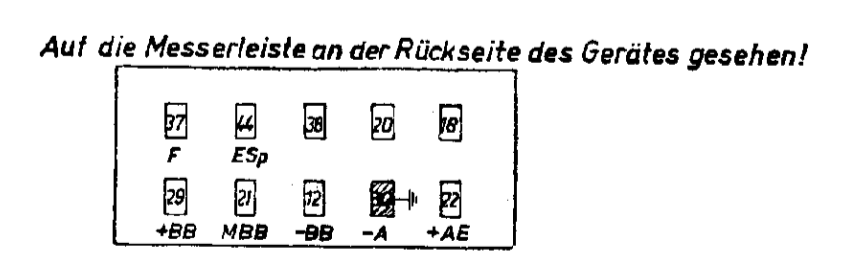 Auf die Messerleiste an der Rückseite des Gerätes gesehen!
37 44 38 20 18
F ESp
29 21 12 22
+BB MBB -BB -A +AE